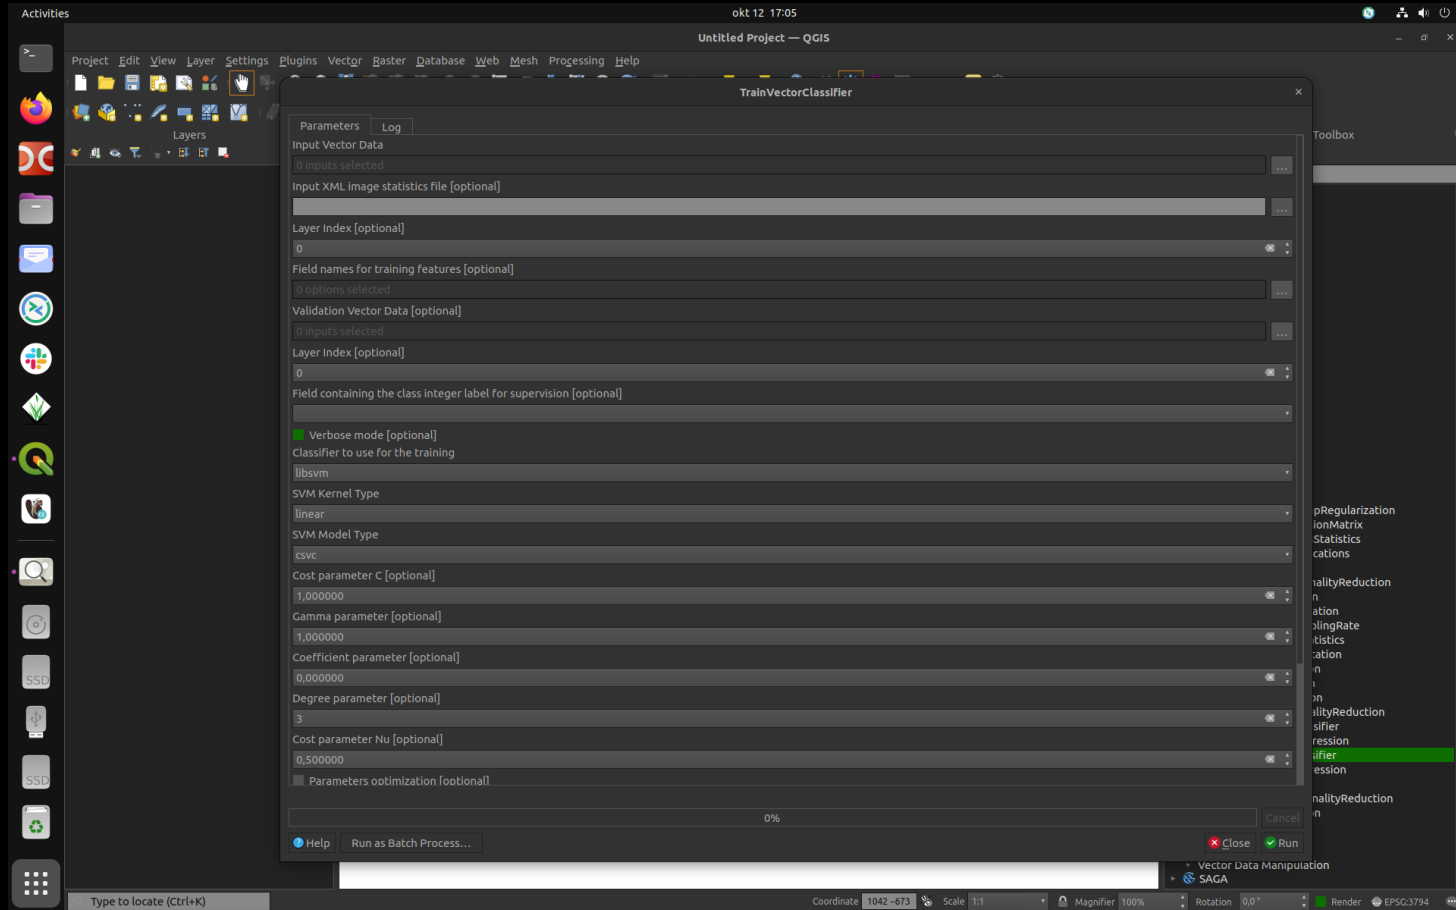 Activities
okt 12 17:05
Untitled Project — QGIS
Project Edit View Layer Settings Plugins Vector Raster Database Web Mesh Processing Help
TrainVectorClassifier
Parameters Log
Layers
Toolbox
Input Vector Data
0 inputs selected
...
Input XML image statistics file [optional]
...
Layer Index [optional]
0
Field names for training features [optional]
0 options selected
...
Validation Vector Data [optional]
0 inputs selected
...
Layer Index [optional]
0
Field containing the class integer label for supervision [optional]
Verbose mode [optional]
Classifier to use for the training
libsvm
SVM Kernel Type
linear
SVM Model Type
csvc
Cost parameter C [optional]
1,000000
Gamma parameter [optional]
1,000000
Coefficient parameter [optional]
0,000000
Degree parameter [optional]
3
Cost parameter Nu [optional]
0,500000
Parameters optimization [optional]
0%
Cancel
Help Run as Batch Process... Close Run
pRegularization
ionMatrix
Statistics
cations
nalityReduction
n
ation
plingRate
tistics
tation
n
n
alityReduction
sifier
ression
sifier
ression
nalityReduction
n
Vector Data Manipulation
SAGA
SSD
SSD
Type to locate (Ctrl+K)
Coordinate 1042 –673 Scale 1:1 Magnifier 100% Rotation 0,0 ° Render EPSG:3794